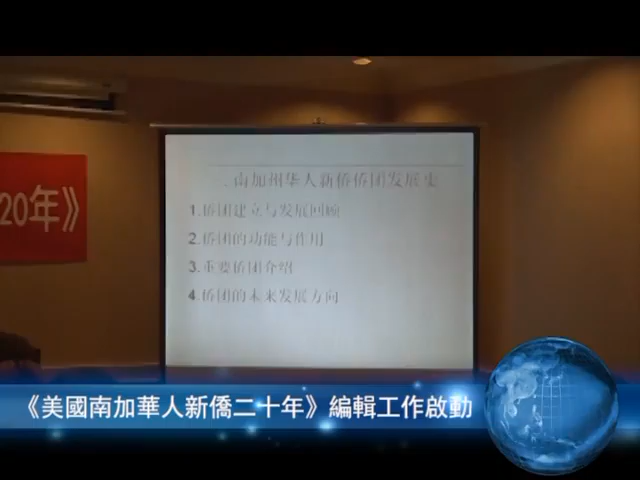 南加州华人新侨侨团发展史
1.侨团建立与发展回顾
2.侨团的功能与作用
3.重要侨团介绍
4.侨团的未来发展方向
20年》
《美國南加華人新僑二十年》編輯工作啟動